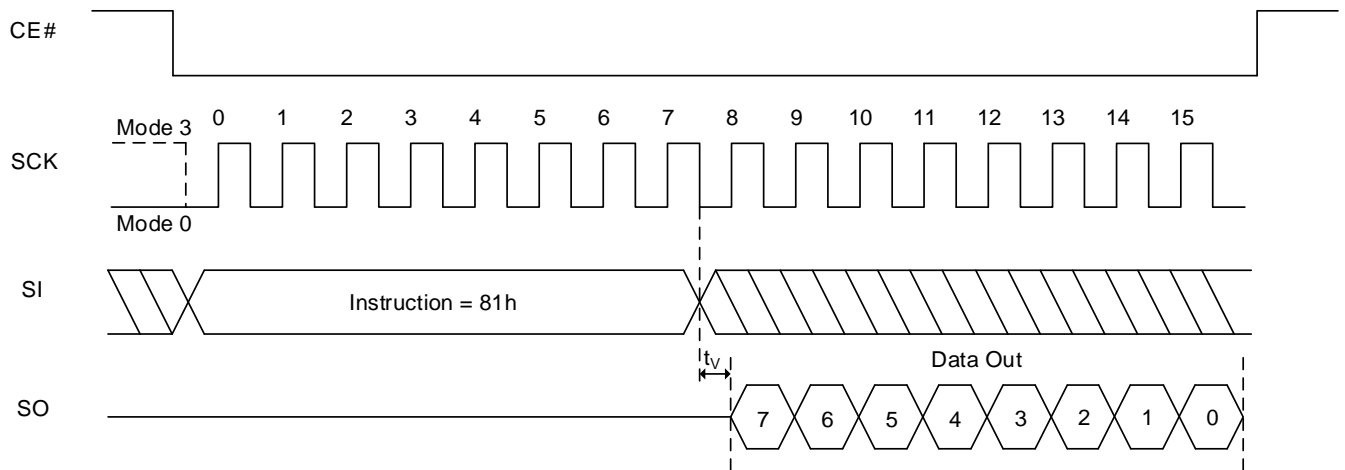 CE#
Mode 3 0 1 2 3 4 5 6 7 8 9 10 11 12 13 14 15
SCK
Mode 0
SI Instruction = 81h
tV Data Out
SO 7 6 5 4 3 2 1 0